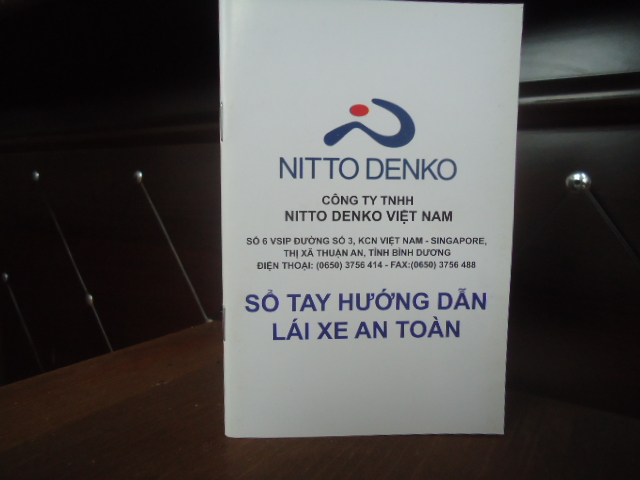 NITTO DENKO
CÔNG TY TNHH
NITTO DENKO VIỆT NAM
SỐ 6 VSIP ĐƯỜNG SỐ 3, KCN VIỆT NAM - SINGAPORE,
THỊ XÃ THUẬN AN, TỈNH BÌNH DƯƠNG
ĐIỆN THOẠI: (0650) 3756 414 - FAX:(0650) 3756 488
SỔ TAY HƯỚNG DẪN
LÁI XE AN TOÀN